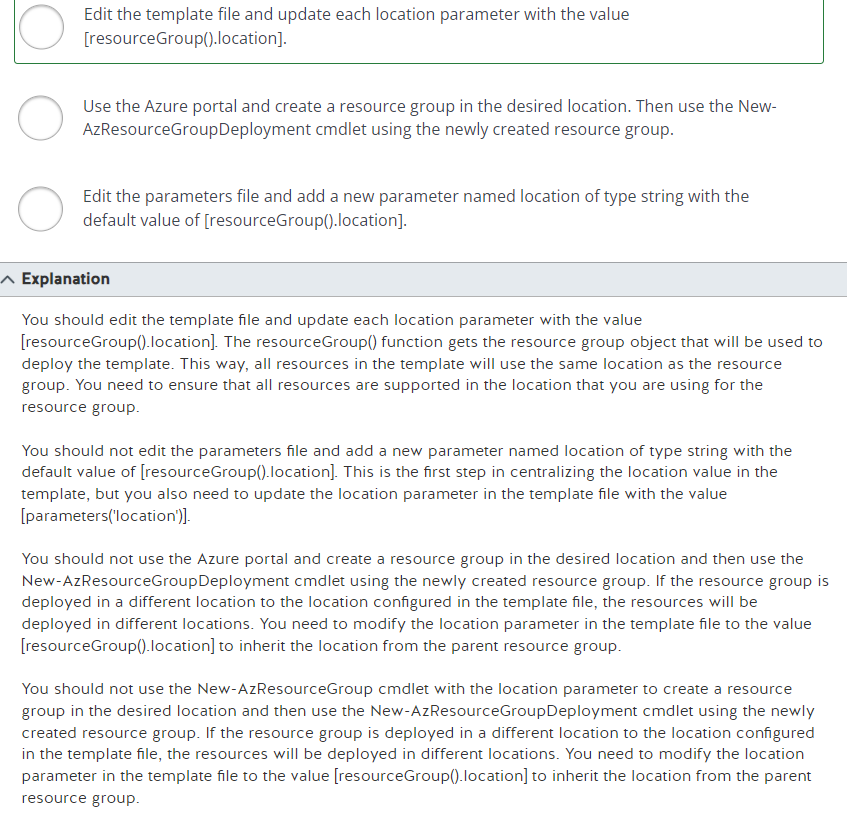 Edit the template file and update each location parameter with the value
[resourceGroup().location].
Use the Azure portal and create a resource group in the desired location. Then use the New-
AzResourceGroupDeployment cmdlet using the newly created resource group.
Edit the parameters file and add a new parameter named location of type string with the
default value of [resourceGroup().location].
Explanation
You should edit the template file and update each location parameter with the value
[resourceGroup().location]. The resourceGroup() function gets the resource group object that will be used to
deploy the template. This way, all resources in the template will use the same location as the resource
group. You need to ensure that all resources are supported in the location that you are using for the
resource group.
You should not edit the parameters file and add a new parameter named location of type string with the
default value of [resourceGroup().location]. This is the first step in centralizing the location value in the
template, but you also need to update the location parameter in the template file with the value
[parameters('location')].
You should not use the Azure portal and create a resource group in the desired location and then use the
New-AzResourceGroupDeployment cmdlet using the newly created resource group. If the resource group is
deployed in a different location to the location configured in the template file, the resources will be
deployed in different locations. You need to modify the location parameter in the template file to the value
[resourceGroup().location] to inherit the location from the parent resource group.
You should not use the New-AzResourceGroup cmdlet with the location parameter to create a resource
group in the desired location and then use the New-AzResourceGroupDeployment cmdlet using the newly
created resource group. If the resource group is deployed in a different location to the location configured
in the template file, the resources will be deployed in different locations. You need to modify the location
parameter in the template file to the value [resourceGroup().location] to inherit the location from the parent
resource group.